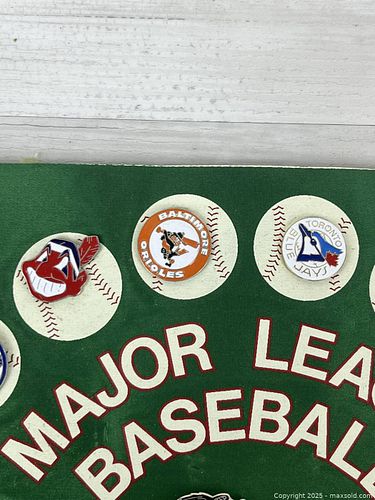 BALTIMORE
ORIOLES
TORONTO
BLUE
JAYS
MAJOR LEA
BASEBAL
Copyright 2025 - maxsold.com